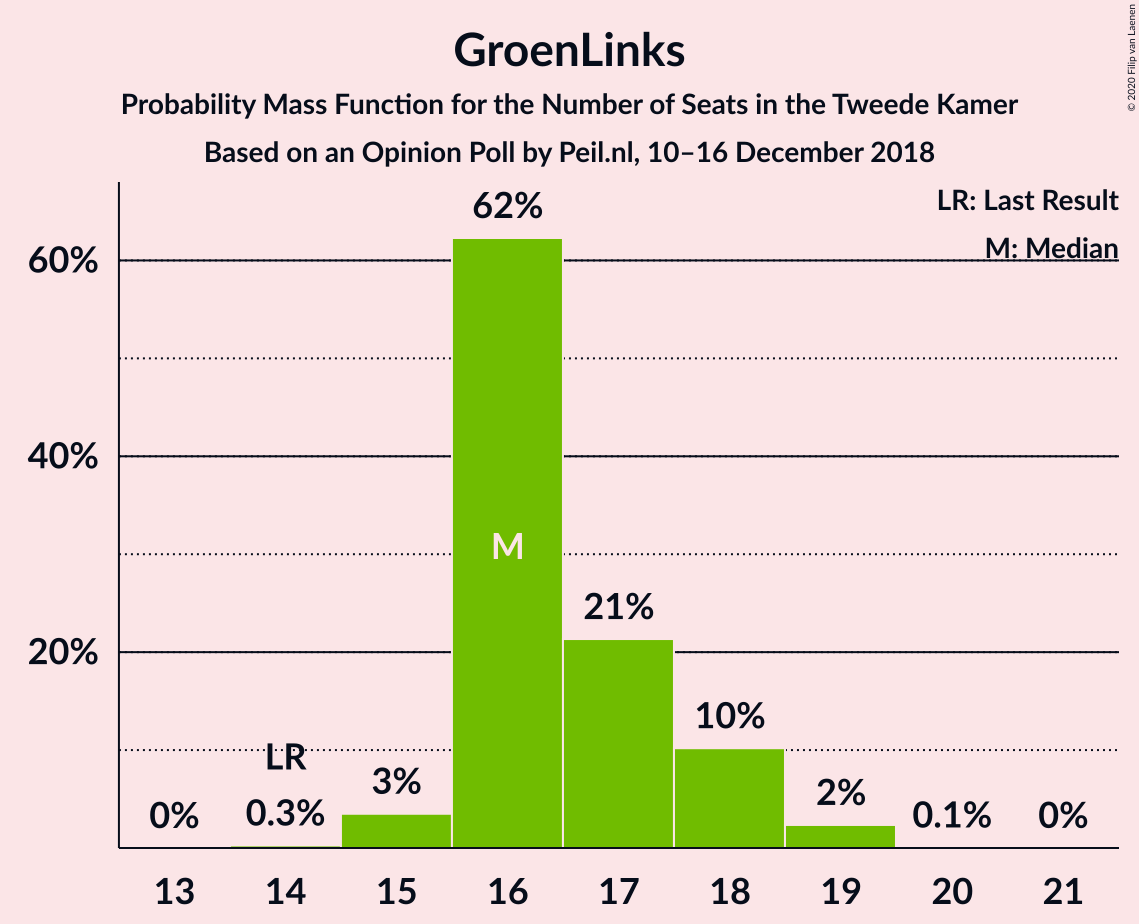 GroenLinks
Probability Mass Function for the Number of Seats in the Tweede Kamer
Based on an Opinion Poll by Peil.nl, 10–16 December 2018
© 2020 Filip van Laenen
LR: Last Result
M: Median
60%
40%
20%
0%
LR
0.3%
3%
62%
M
21%
10%
2%
0.1%
0%
13 14 15 16 17 18 19 20 21